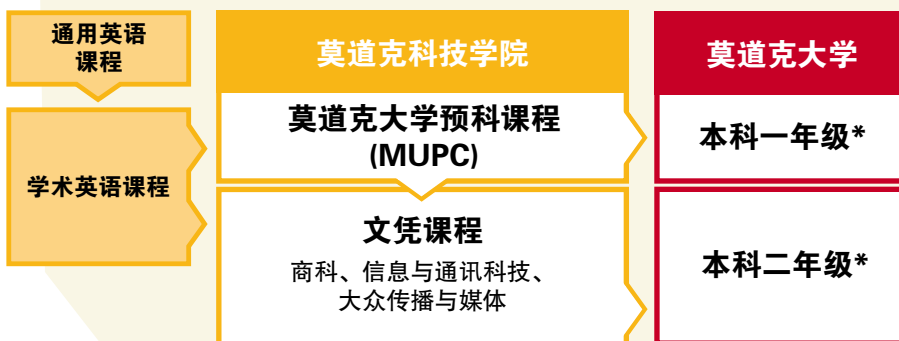 通用英语
课程
学术英语课程
莫道克科技学院
莫道克大学预科课程
(MUPC)
文凭课程
商科、信息与通讯科技、
大众传播与媒体
莫道克大学
本科一年级*
本科二年级*